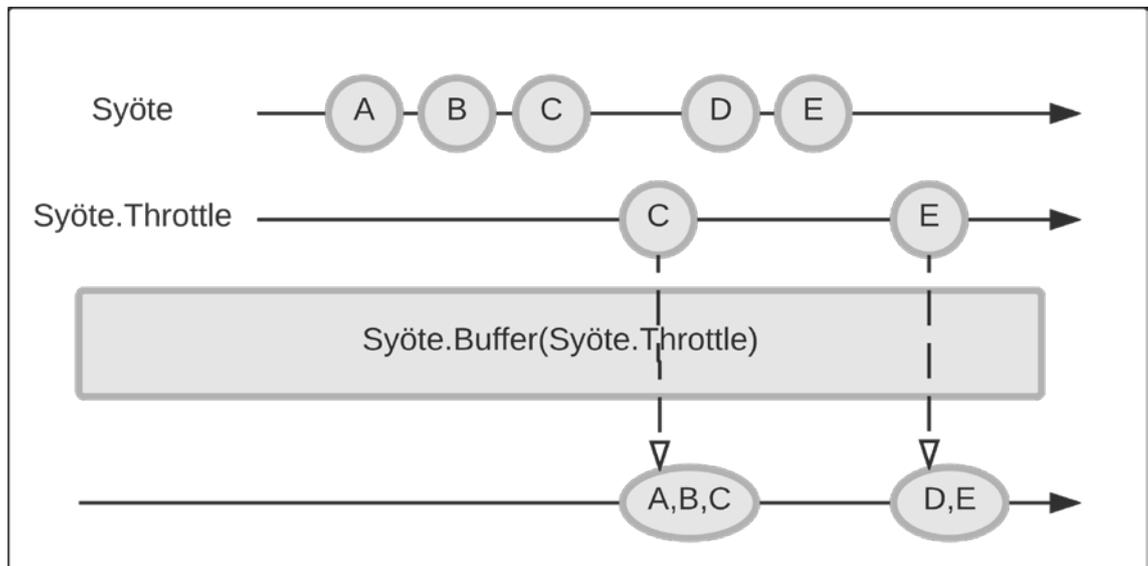 Syöte
A B C D E
Syöte.Throttle
C E
Syöte.Buffer(Syöte.Throttle)
A,B,C D,E